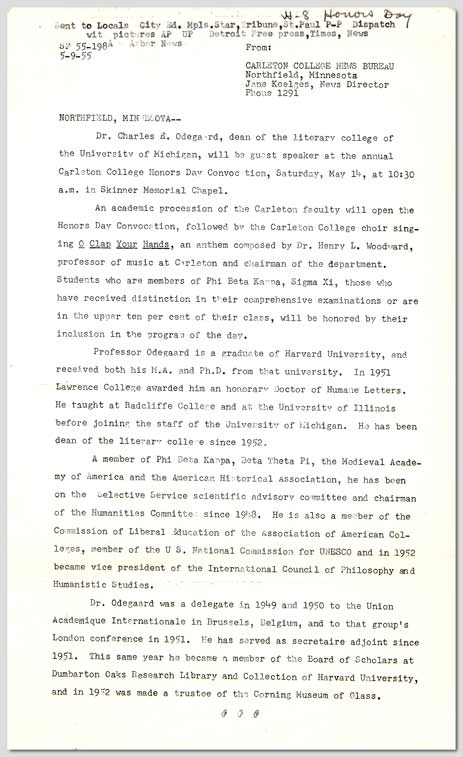 H-8 Honors Day
Sent to Locals City Ed. Mpls.Star,Tribune,St.Paul P-P Dispatch
wit pictures AP UP Detroit Free press,Times, News
SP 55-198A Arbor News
5-9-55
From:
CARLETON COLLEGE NEWS BUREAU
Northfield, Minnesota
Jane Koelges, News Director
Phone 1291
NORTHFIELD, MINNESOTA--
Dr. Charles E. Odegaard, dean of the literary college of
the University of Michigan, will be guest speaker at the annual
Carleton College Honors Day Convocation, Saturday, May 14, at 10:30
a.m. in Skinner Memorial Chapel.
An academic procession of the Carleton faculty will open the
Honors Day Convocation, followed by the Carleton College choir sing-
ing O Clap Your Hands, an anthem composed by Dr. Henry L. Woodward,
professor of music at Carleton and chairman of the department.
Students who are members of Phi Beta Kappa, Sigma Xi, those who
have received distinction in their comprehensive examinations or are
in the upper ten per cent of their class, will be honored by their
inclusion in the program of the day.
Professor Odegaard is a graduate of Harvard University, and
received both his M.A. and Ph.D. from that university. In 1951
Lawrence College awarded him an honorary Doctor of Humane Letters.
He taught at Radcliffe College and at the University of Illinois
before joining the staff of the University of Michigan. He has been
dean of the literary college since 1952.
A member of Phi Beta Kappa, Beta Theta Pi, the Medieval Acade-
my of America and the American Historical Association, he has been
on the Selective Service scientific advisory committee and chairman
of the Humanities Committee since 1948. He is also a member of the
Commission of Liberal Education of the Association of American Col-
leges, member of the U S. National Commission for UNESCO and in 1952
became vice president of the International Council of Philosophy and
Humanistic Studies.
Dr. Odegaard was a delegate in 1949 and 1950 to the Union
Academique Internationale in Brussels, Belgium, and to that group's
London conference in 1951. He has served as secretaire adjoint since
1951. This same year he became a member of the Board of Scholars at
Dumbarton Oaks Research Library and Collection of Harvard University,
and in 1952 was made a trustee of the Corning Museum of Glass.